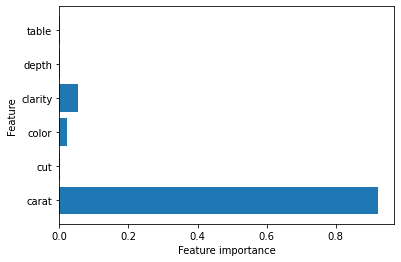 table
depth
clarity
color
cut
carat
Feature
0.0 0.2 0.4 0.6 0.8
Feature importance